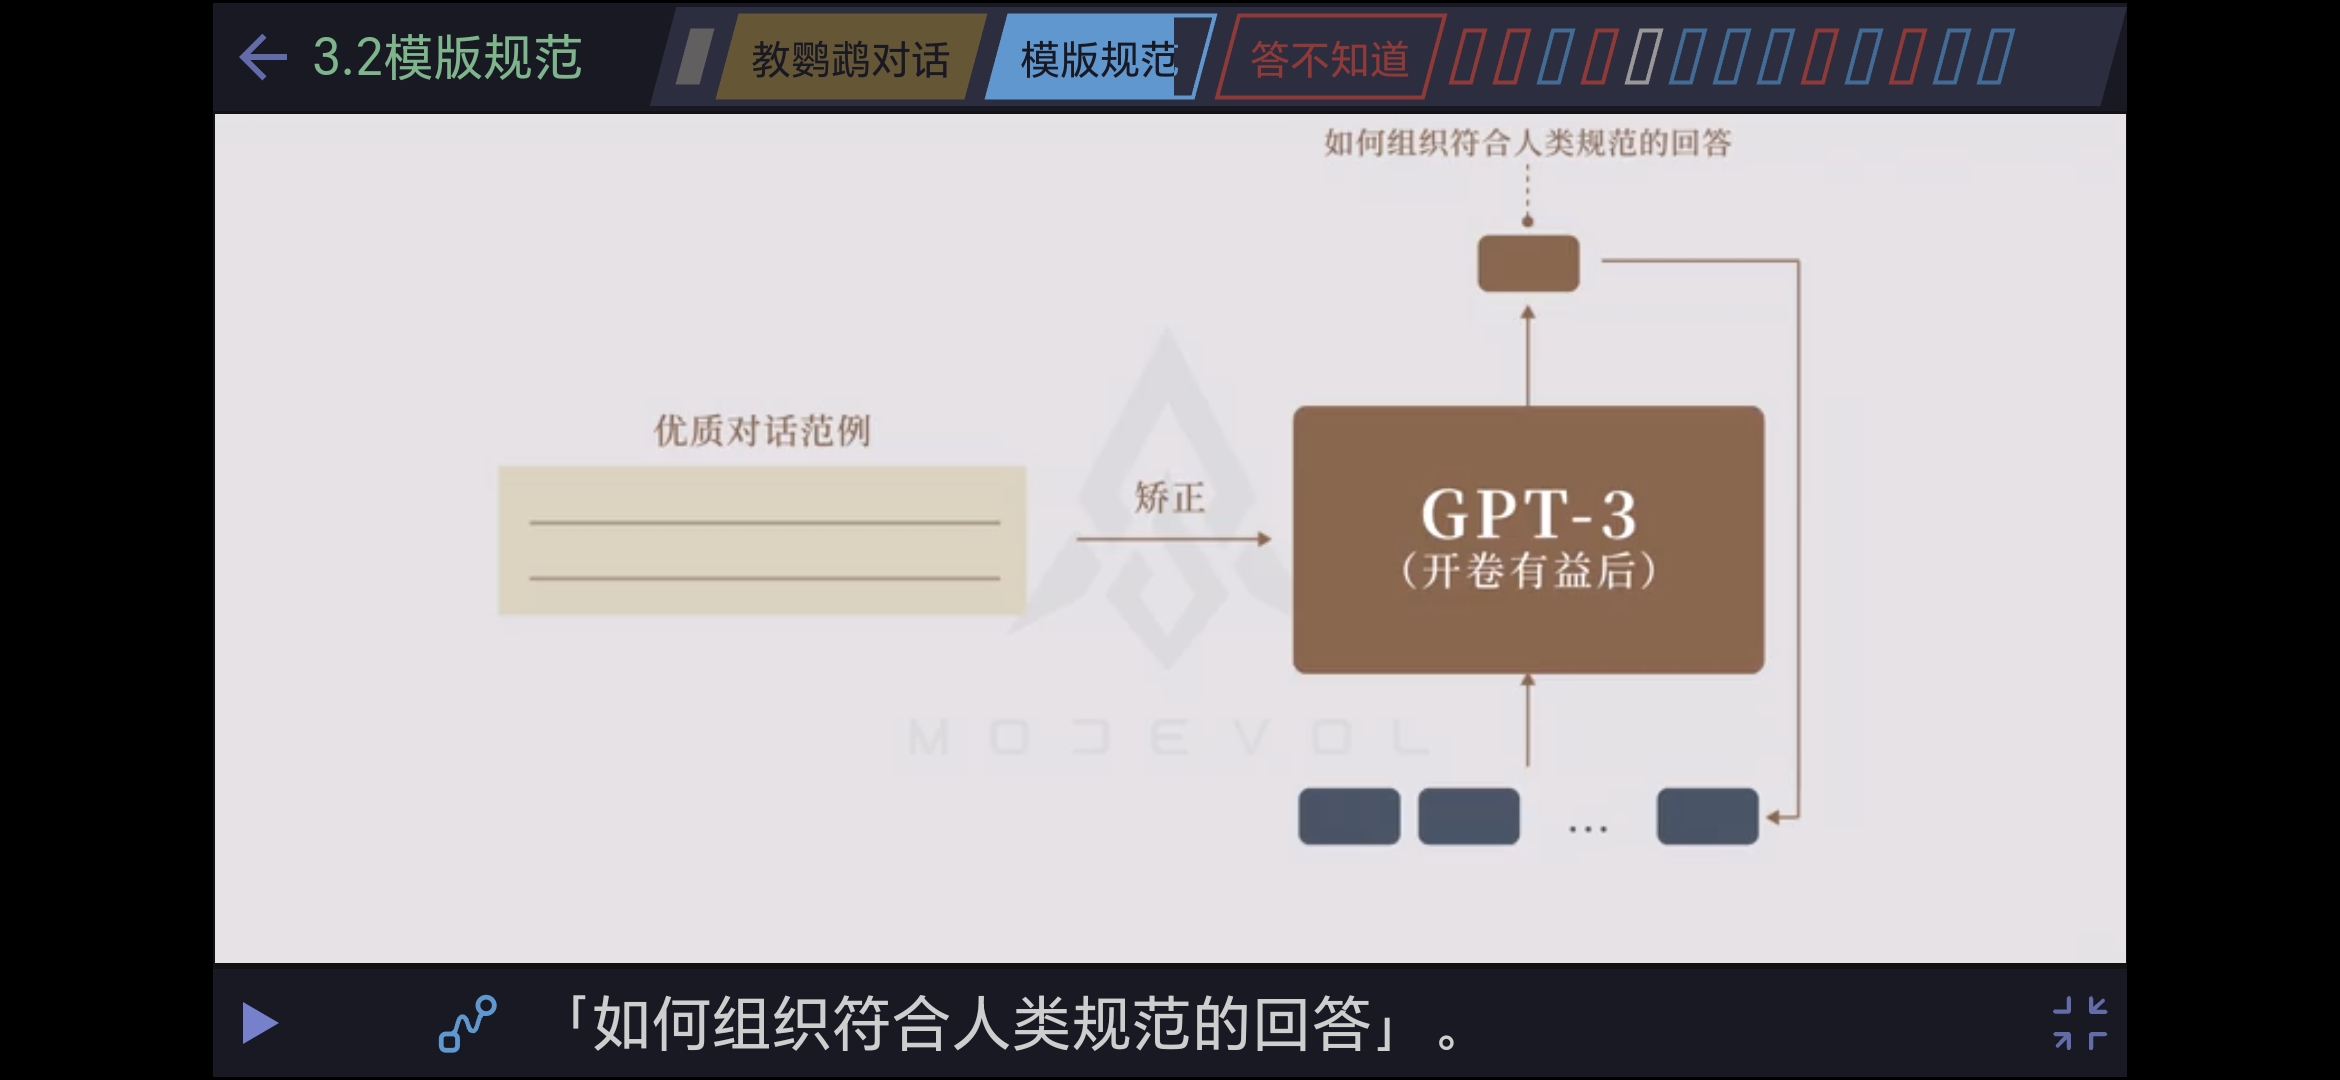 3.2模版规范
教鹦鹉对话
模版规范
答不知道
如何组织符合人类规范的回答
优质对话范例
矫正
GPT-3
（开卷有益后）
...
MODEVOL
「如何组织符合人类规范的回答」。